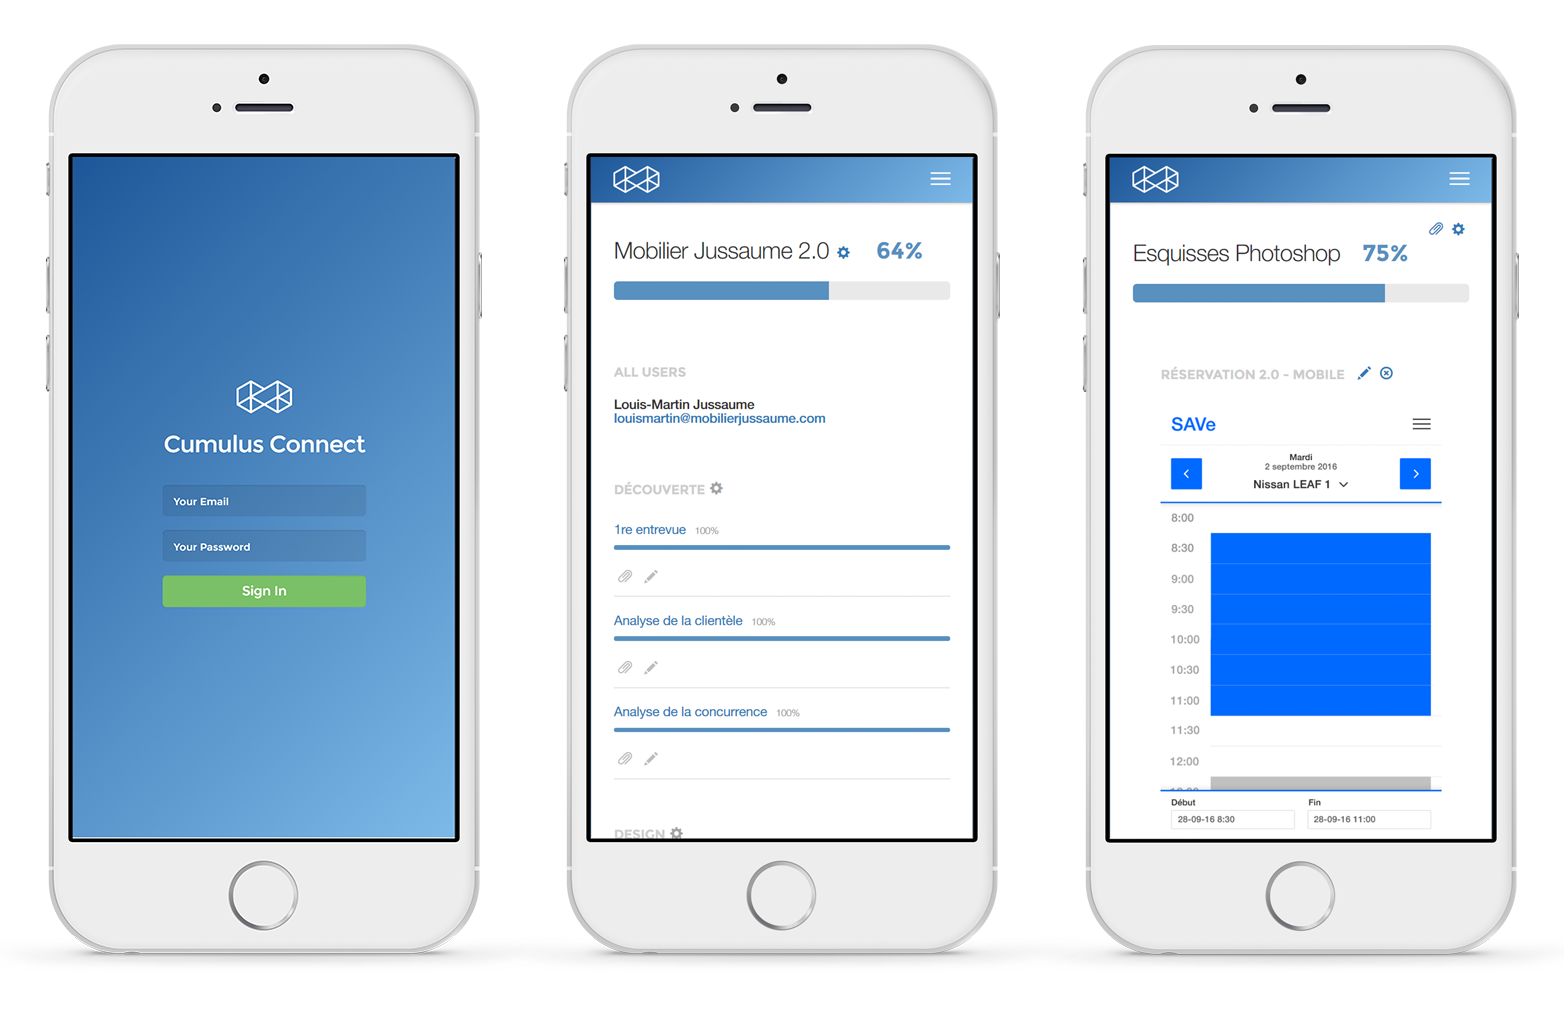 Cumulus Connect
Your Email
Your Password
Sign In
Mobilier Jussaume 2.0 64%
ALL USERS
Louis-Martin Jussaume
louismartin@mobilierjussaume.com
DÉCOUVERTE
1re entrevue 100%
Analyse de la clientèle 100%
Analyse de la concurrence 100%
DESIGN
Esquisses Photoshop 75%
RÉSERVATION 2.0 - MOBILE
SAVe
Mardi
2 septembre 2016
Nissan LEAF 1
8:00
8:30
9:00
9:30
10:00
10:30
11:00
11:30
12:00
Début Fin
28-09-16 8:30 28-09-16 11:00